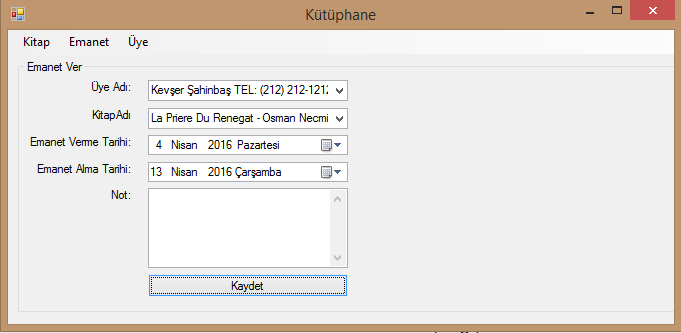 Kütüphane
Kitap Emanet Üye
Emanet Ver
Üye Adı: Kevşer Şahinbaş TEL: (212) 212-1212
KitapAdı La Priere Du Renegat - Osman Necmi
Emanet Verme Tarihi: 4 Nisan 2016 Pazartesi
Emanet Alma Tarihi: 13 Nisan 2016 Çarşamba
Not:
Kaydet